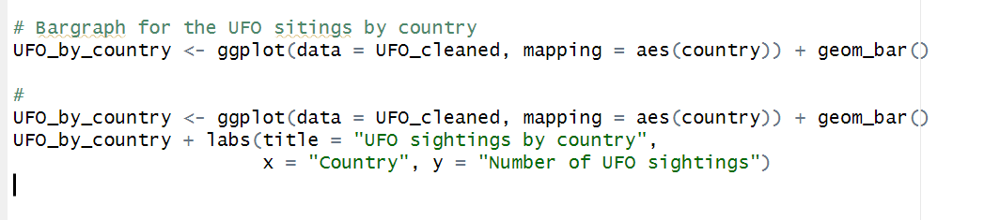 # Bargraph for the UFO sitings by country
UFO_by_country <- ggplot(data = UFO_cleaned, mapping = aes(country)) + geom_bar()
#
UFO_by_country <- ggplot(data = UFO_cleaned, mapping = aes(country)) + geom_bar()
UFO_by_country + labs(title = "UFO sightings by country",
x = "Country", y = "Number of UFO sightings")